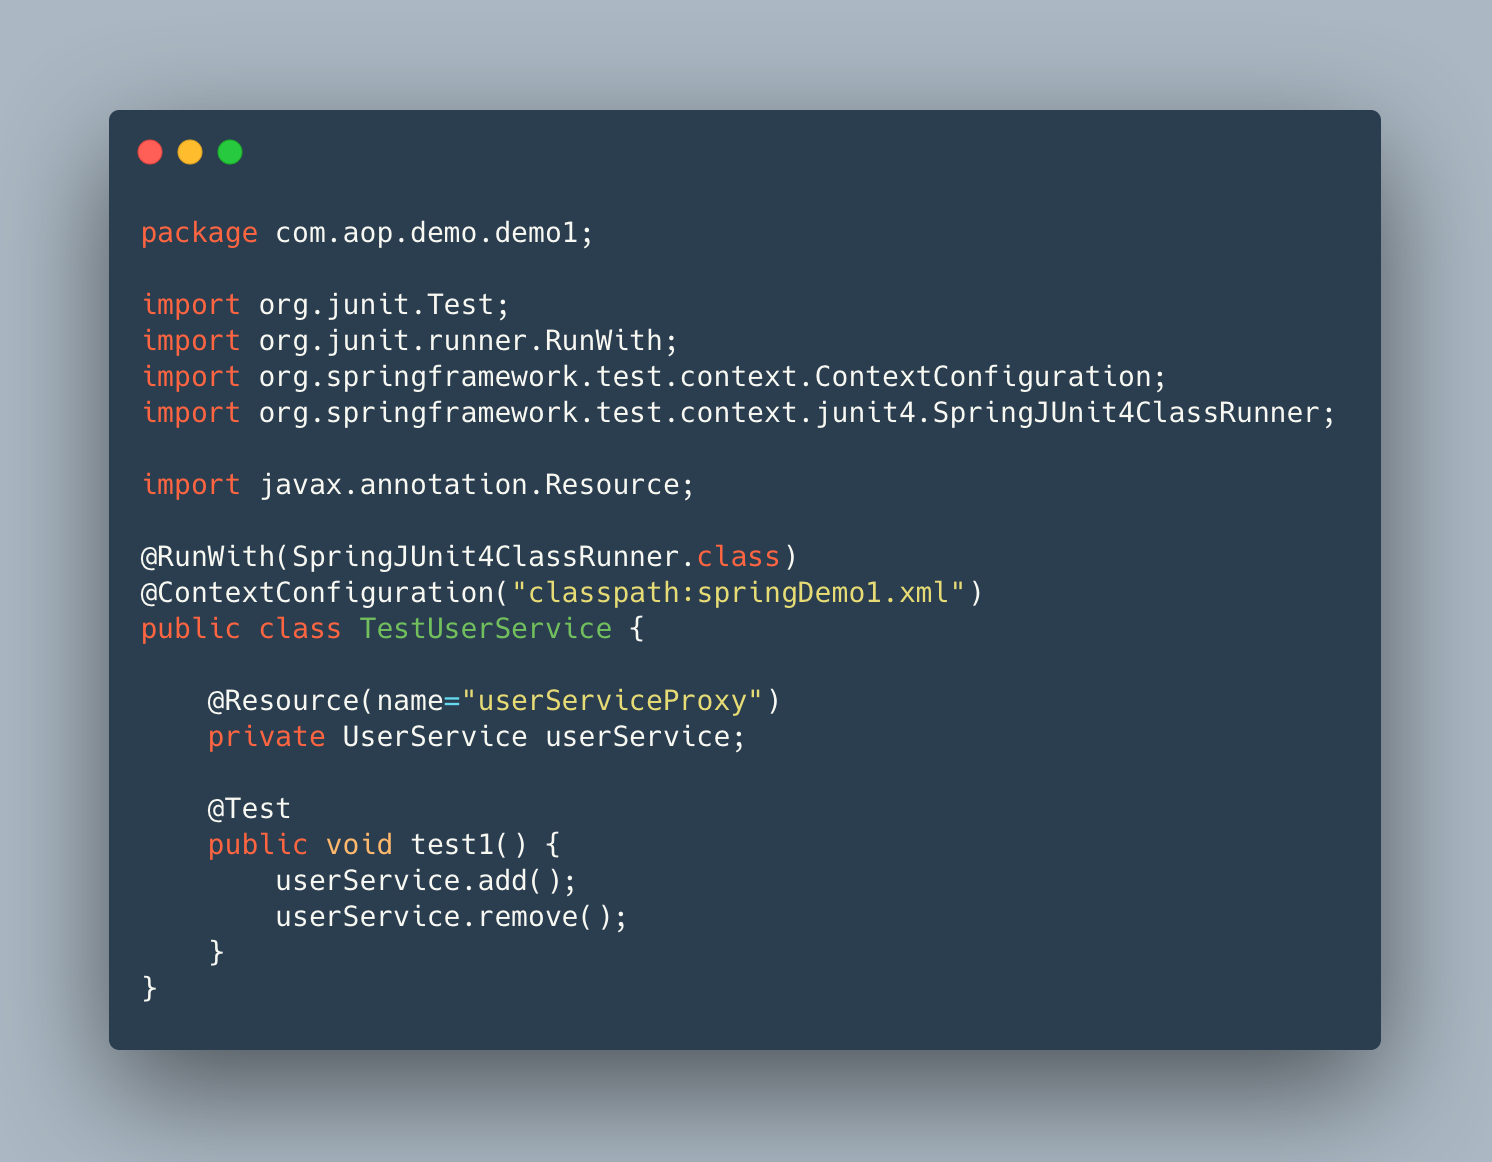 package com.aop.demo.demo1;

import org.junit.Test;
import org.junit.runner.RunWith;
import org.springframework.test.context.ContextConfiguration;
import org.springframework.test.context.junit4.SpringJUnit4ClassRunner;

import javax.annotation.Resource;

@RunWith(SpringJUnit4ClassRunner.class)
@ContextConfiguration("classpath:springDemo1.xml")
public class TestUserService {

    @Resource(name="userServiceProxy")
    private UserService userService;

    @Test
    public void test1() {
        userService.add();
        userService.remove();
    }
}